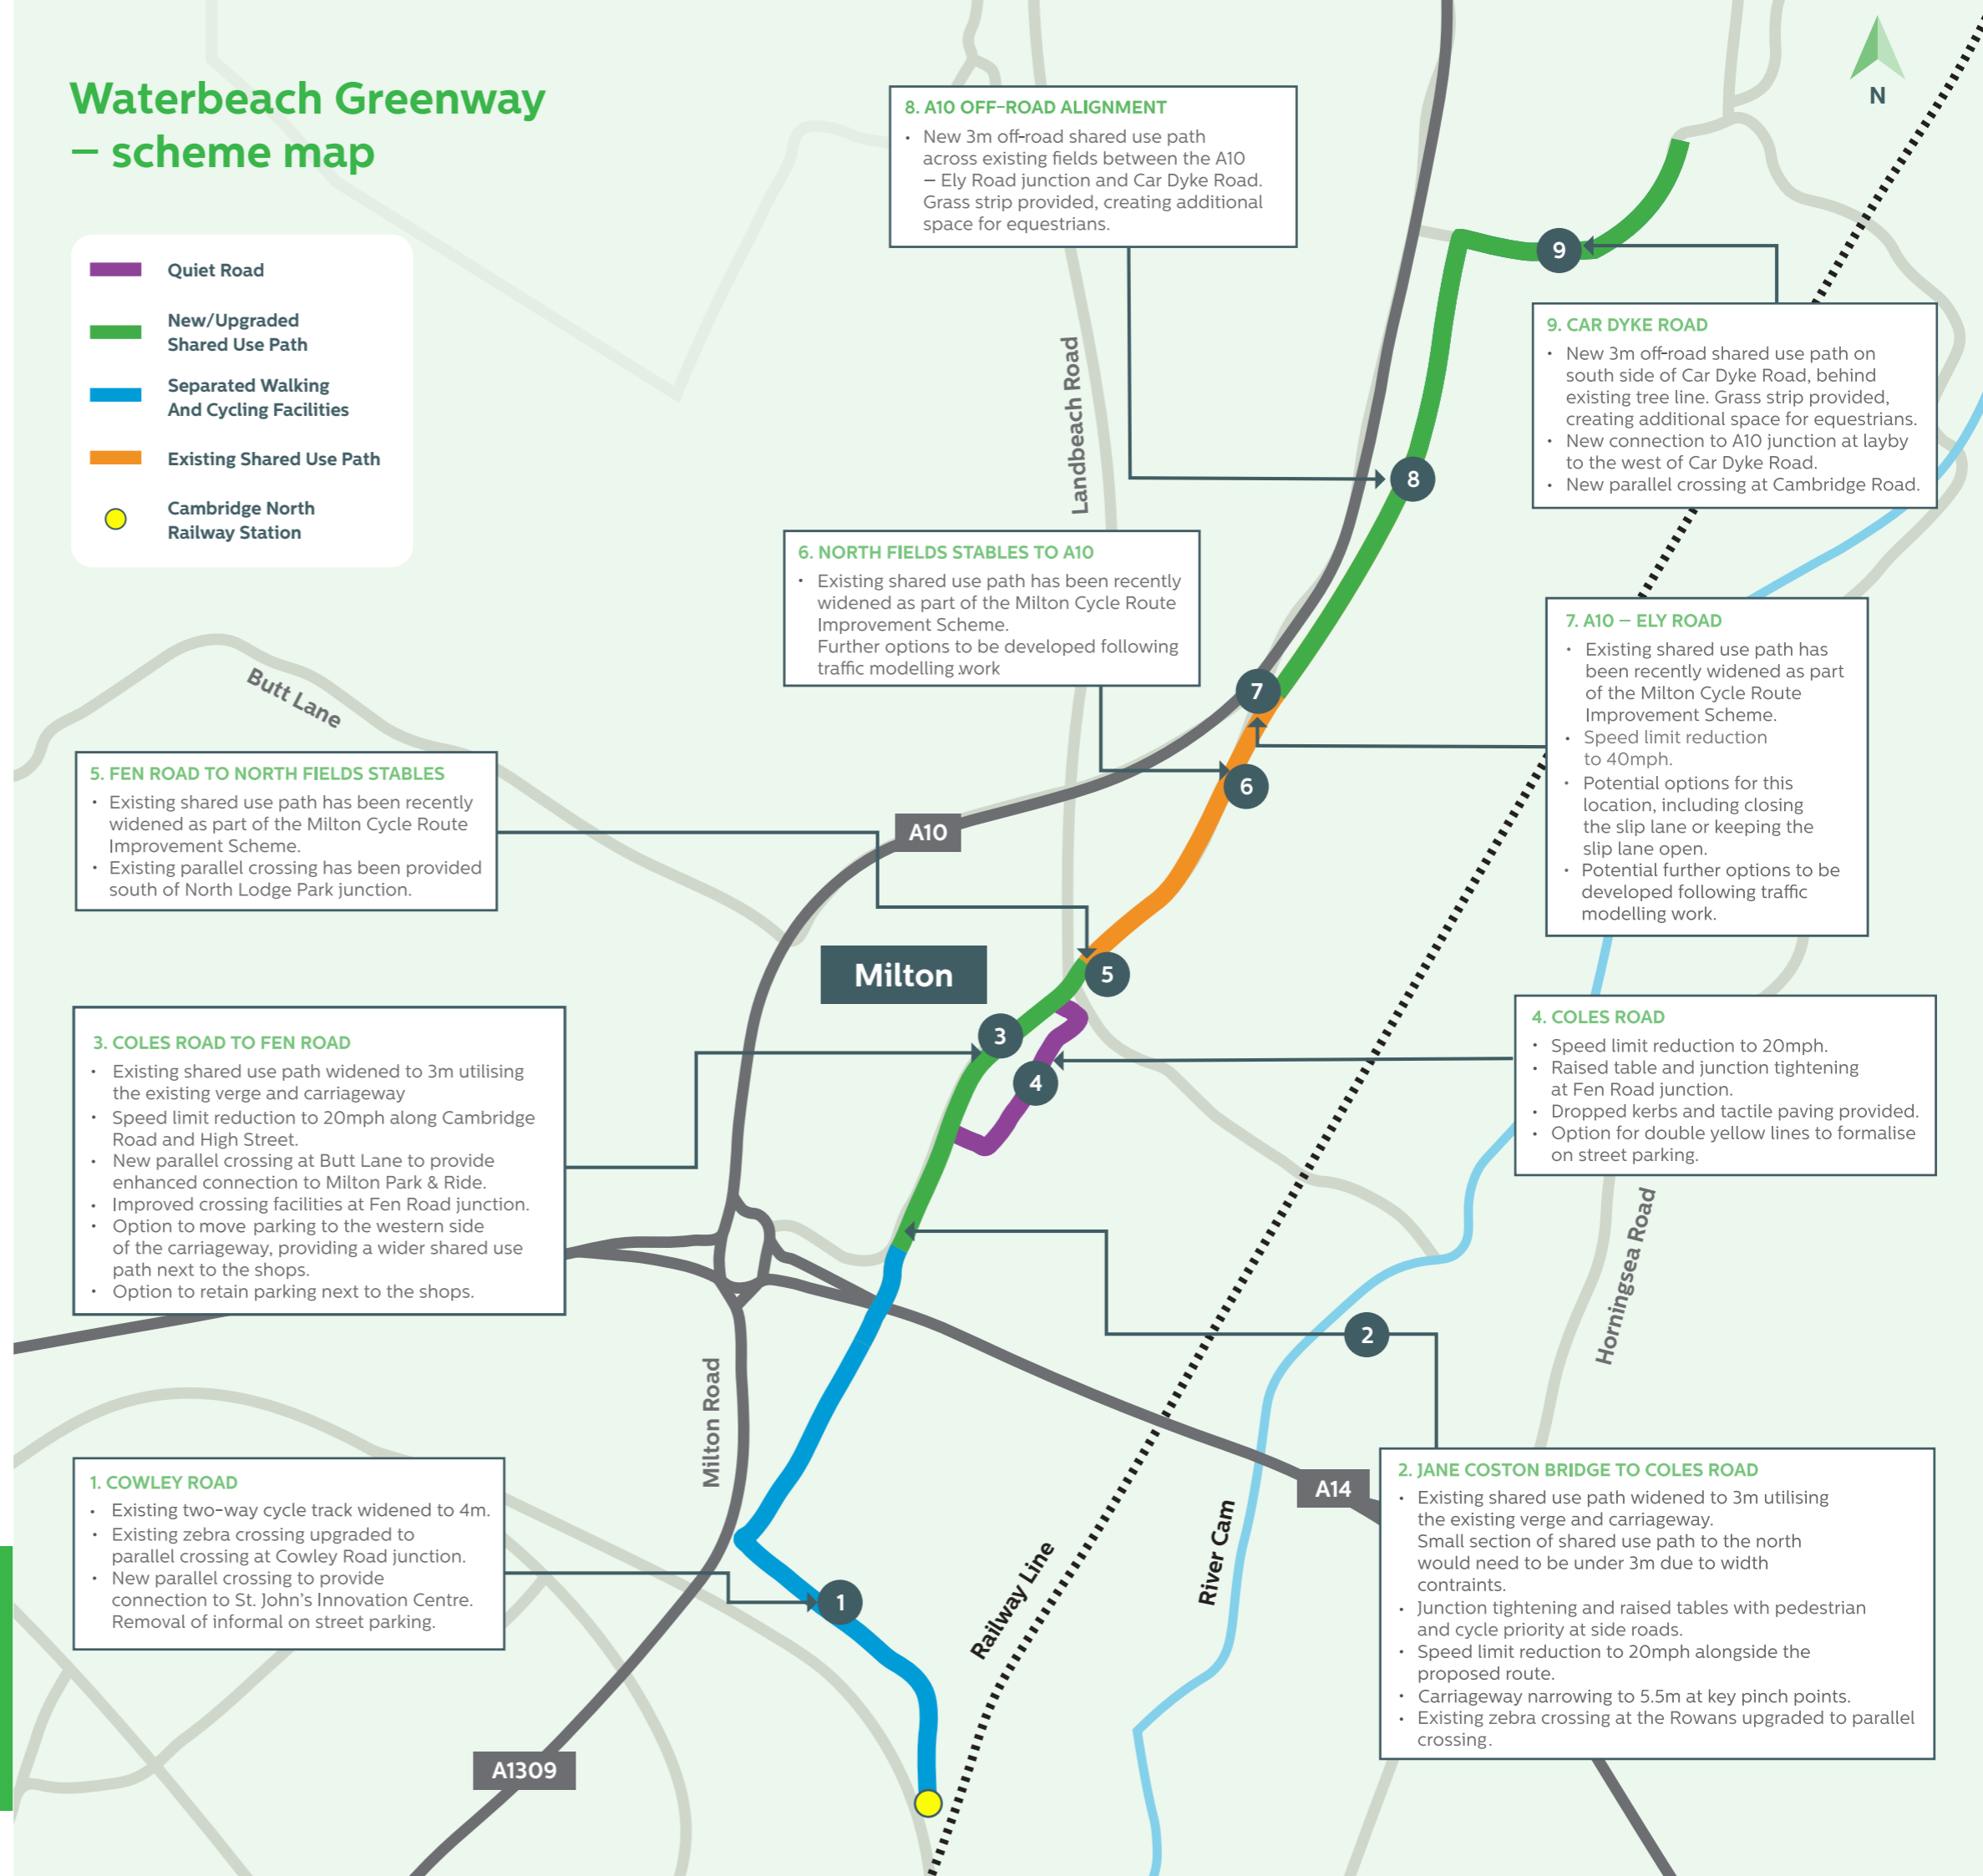 Waterbeach Greenway
– scheme map
Quiet Road
New/Upgraded
Shared Use Path
Separated Walking
And Cycling Facilities
Existing Shared Use Path
Cambridge North
Railway Station
N
8. A10 OFF-ROAD ALIGNMENT
• New 3m off-road shared use path
across existing fields between the A10
– Ely Road junction and Car Dyke Road.
Grass strip provided, creating additional
space for equestrians.
9
9. CAR DYKE ROAD
• New 3m off-road shared use path on
south side of Car Dyke Road, behind
existing tree line. Grass strip provided,
creating additional space for equestrians.
• New connection to A10 junction at layby
to the west of Car Dyke Road.
• New parallel crossing at Cambridge Road.
Landbeach Road
8
6. NORTH FIELDS STABLES TO A10
• Existing shared use path has been recently
widened as part of the Milton Cycle Route
Improvement Scheme.
Further options to be developed following
traffic modelling .work
7. A10 – ELY ROAD
• Existing shared use path has
been recently widened as part
of the Milton Cycle Route
Improvement Scheme.
• Speed limit reduction
to 40mph.
• Potential options for this
location, including closing
the slip lane or keeping the
slip lane open.
• Potential further options to be
developed following traffic
modelling work.
7
6
Butt Lane
5. FEN ROAD TO NORTH FIELDS STABLES
• Existing shared use path has been recently
widened as part of the Milton Cycle Route
Improvement Scheme.
• Existing parallel crossing has been provided
south of North Lodge Park junction.
A10
Milton
5
3
4
3. COLES ROAD TO FEN ROAD
• Existing shared use path widened to 3m utilising
the existing verge and carriageway
• Speed limit reduction to 20mph along Cambridge
Road and High Street.
• New parallel crossing at Butt Lane to provide
enhanced connection to Milton Park & Ride.
• Improved crossing facilities at Fen Road junction.
• Option to move parking to the western side
of the carriageway, providing a wider shared use
path next to the shops.
• Option to retain parking next to the shops.
4. COLES ROAD
• Speed limit reduction to 20mph.
• Raised table and junction tightening
at Fen Road junction.
• Dropped kerbs and tactile paving provided.
• Option for double yellow lines to formalise
on street parking.
Horningsea Road
2
Milton Road
1. COWLEY ROAD
• Existing two-way cycle track widened to 4m.
• Existing zebra crossing upgraded to
parallel crossing at Cowley Road junction.
• New parallel crossing to provide
connection to St. John's Innovation Centre.
Removal of informal on street parking.
1
A14
River Cam
Railway Line
2. JANE COSTON BRIDGE TO COLES ROAD
• Existing shared use path widened to 3m utilising
the existing verge and carriageway.
Small section of shared use path to the north
would need to be under 3m due to width
contraints.
• Junction tightening and raised tables with pedestrian
and cycle priority at side roads.
• Speed limit reduction to 20mph alongside the
proposed route.
• Carriageway narrowing to 5.5m at key pinch points.
• Existing zebra crossing at the Rowans upgraded to parallel
crossing.
A1309